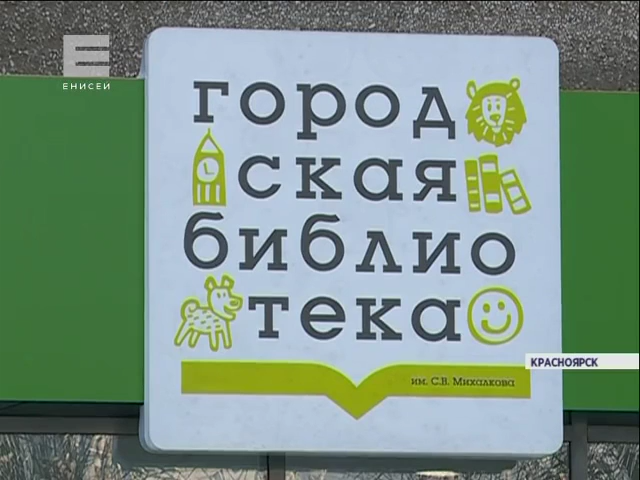 ЕНИСЕЙ
город
ская
библио
тека
им. С.В. Михалкова
КРАСНОЯРСК